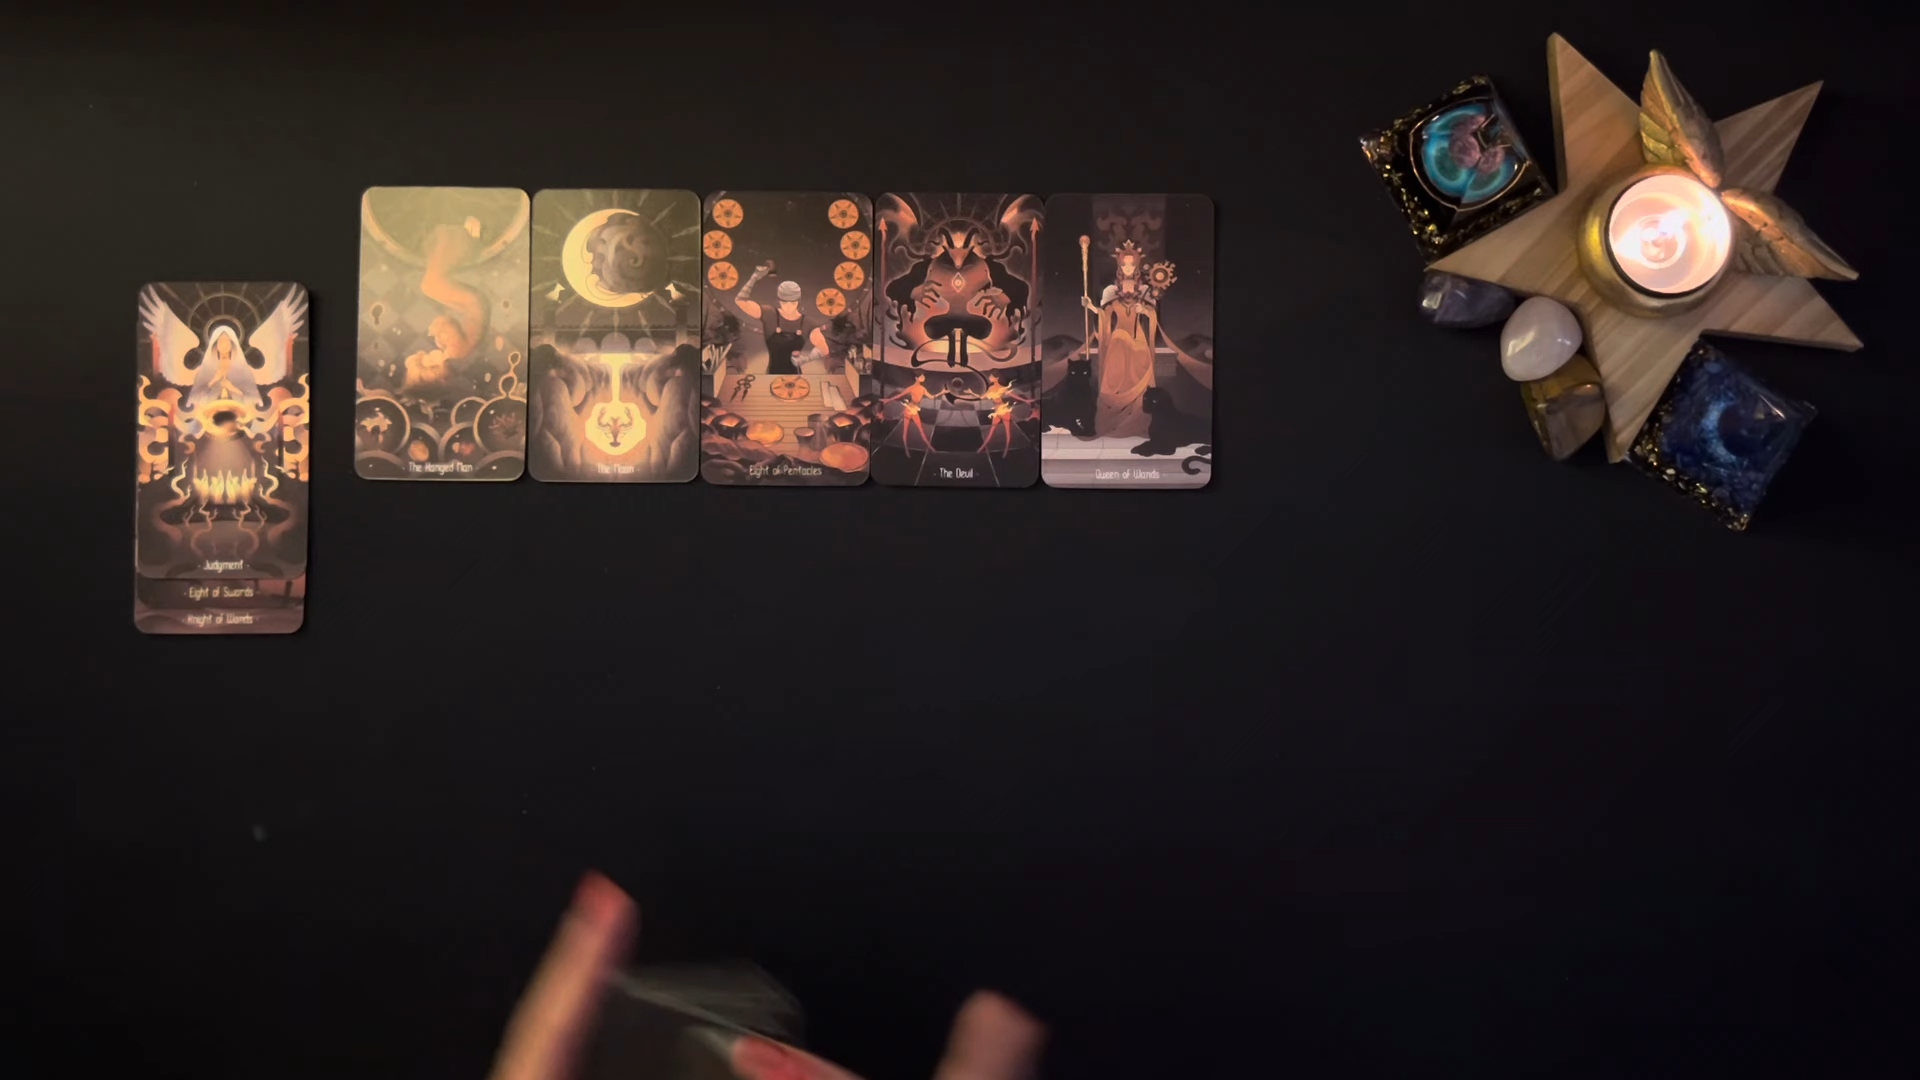 - Judgment -
- Eight of Swords -
- Knight of Wands -
- The Hanged Man -
- The Moon -
- Eight of Pentacles -
- The Devil -
- Queen of Wands -